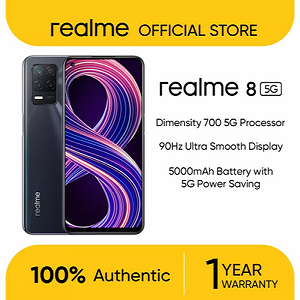 realme OFFICIAL STORE
realme 8 5G
Dimensity 700 5G Processor
90Hz Ultra Smooth Display
5000mAh Battery with
5G Power Saving
realme
100% Authentic
1 YEAR
WARRANTY